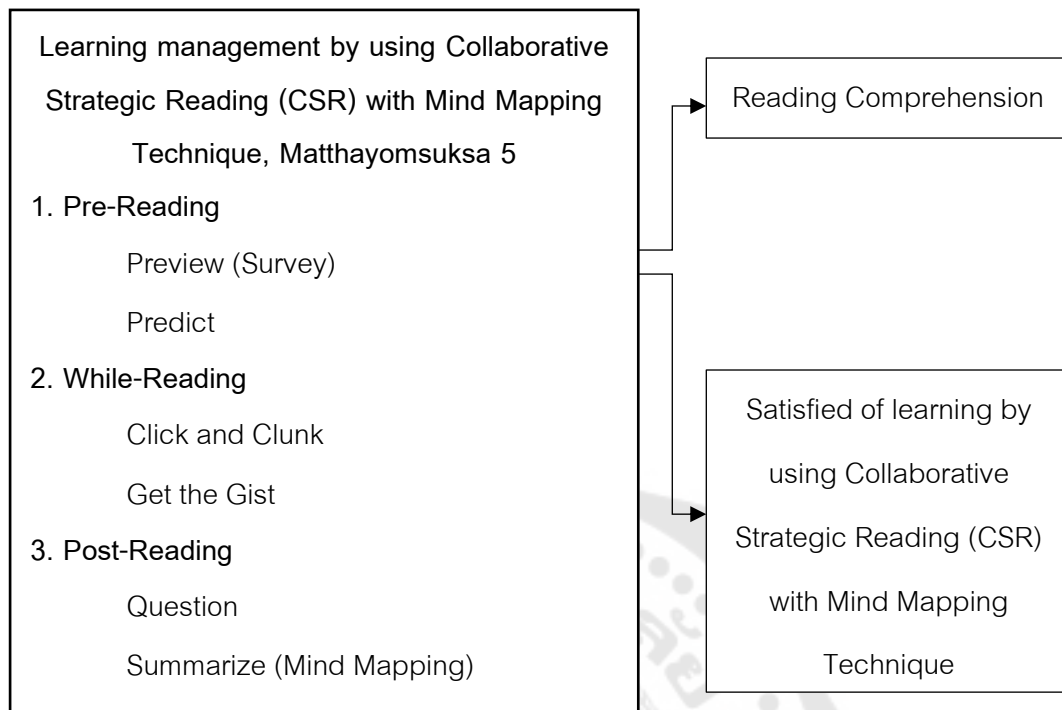 Learning management by using Collaborative
Strategic Reading (CSR) with Mind Mapping
Technique, Matthayomsuksa 5
1. Pre-Reading
Preview (Survey)
Predict
2. While-Reading
Click and Clunk
Get the Gist
3. Post-Reading
Question
Summarize (Mind Mapping)
Reading Comprehension
Satisfied of learning by
using Collaborative
Strategic Reading (CSR)
with Mind Mapping
Technique